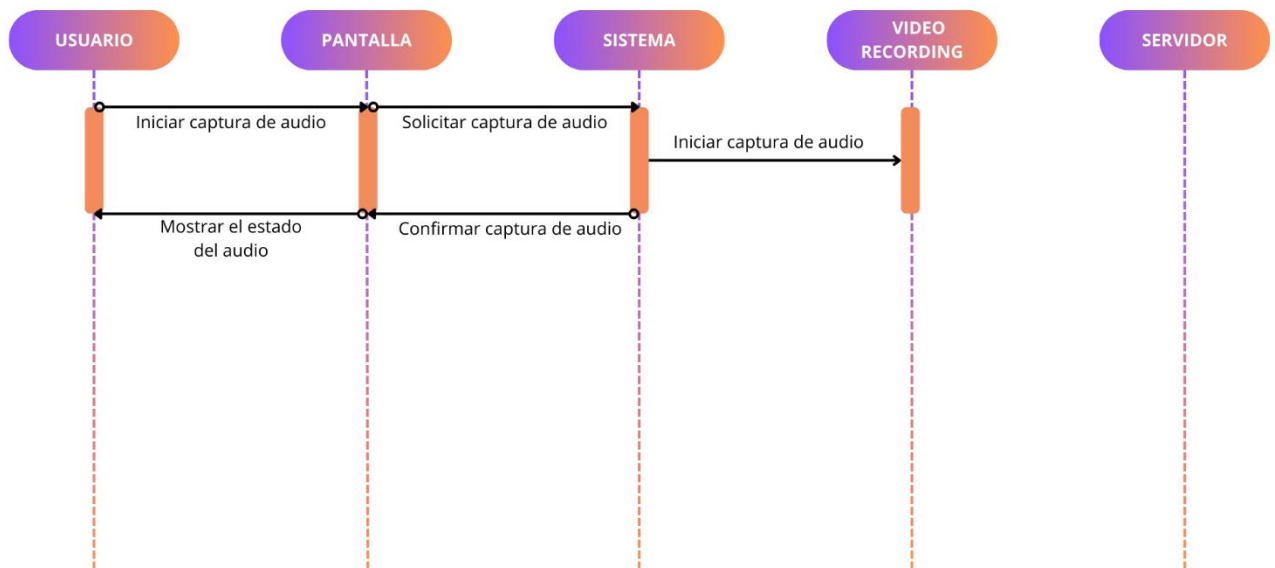 USUARIO
PANTALLA
SISTEMA
VIDEO
RECORDING
SERVIDOR
Iniciar captura de audio
Solicitar captura de audio
Iniciar captura de audio
Mostrar el estado
del audio
Confirmar captura de audio